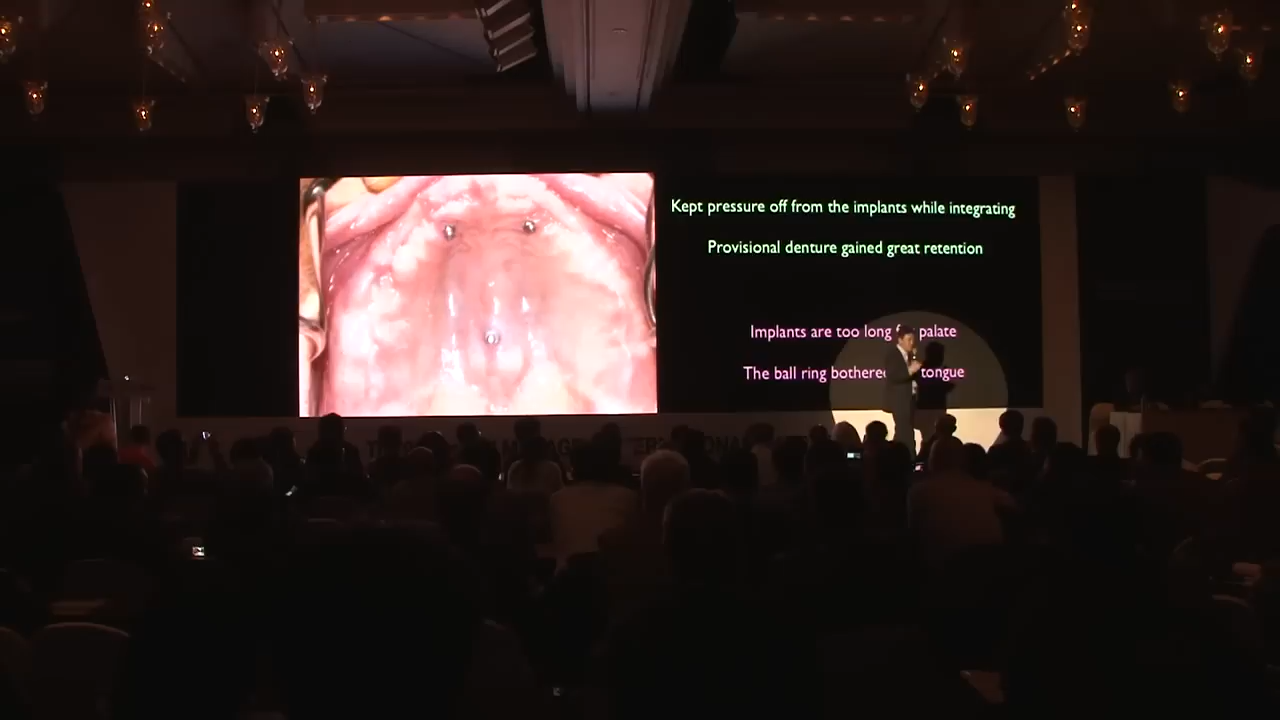 Kept pressure off from the implants while integrating
Provisional denture gained great retention
Implants are too long palate
The ball ring bothere tongue